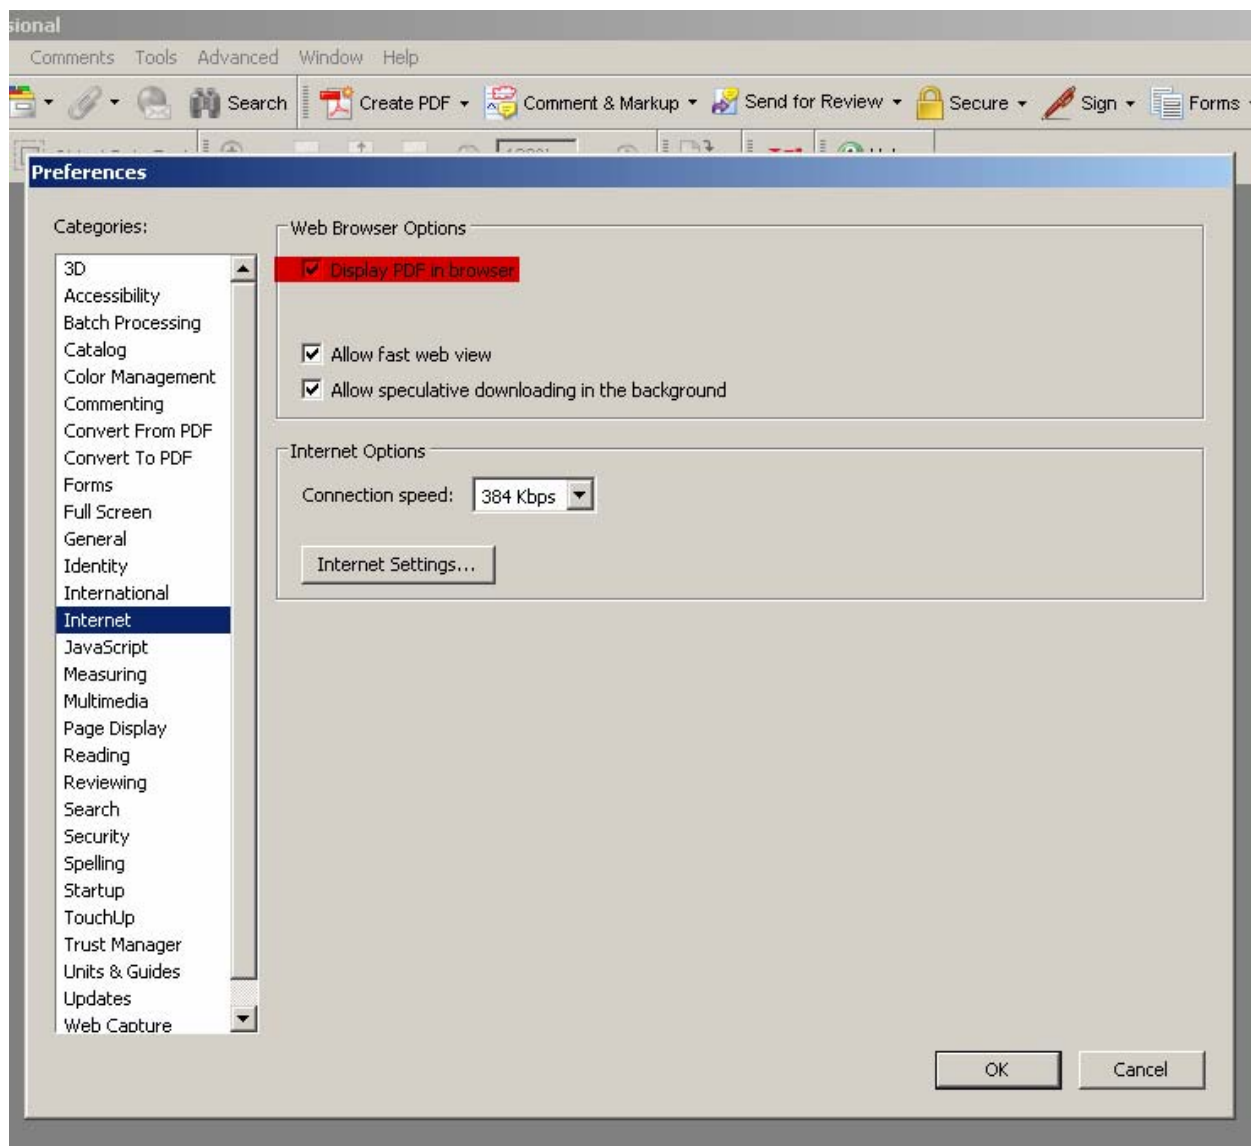 sional
Comments Tools Advanced Window Help
Search Create PDF Comment & Markup Send for Review Secure Sign Forms
Preferences
Categories:
3D
Accessibility
Batch Processing
Catalog
Color Management
Commenting
Convert From PDF
Convert To PDF
Forms
Full Screen
General
Identity
International
Internet
JavaScript
Measuring
Multimedia
Page Display
Reading
Reviewing
Search
Security
Spelling
Startup
TouchUp
Trust Manager
Units & Guides
Updates
Web Capture
Web Browser Options
Display PDF in browser
Allow fast web view
Allow speculative downloading in the background
Internet Options
Connection speed: 384 Kbps
Internet Settings...
OK Cancel